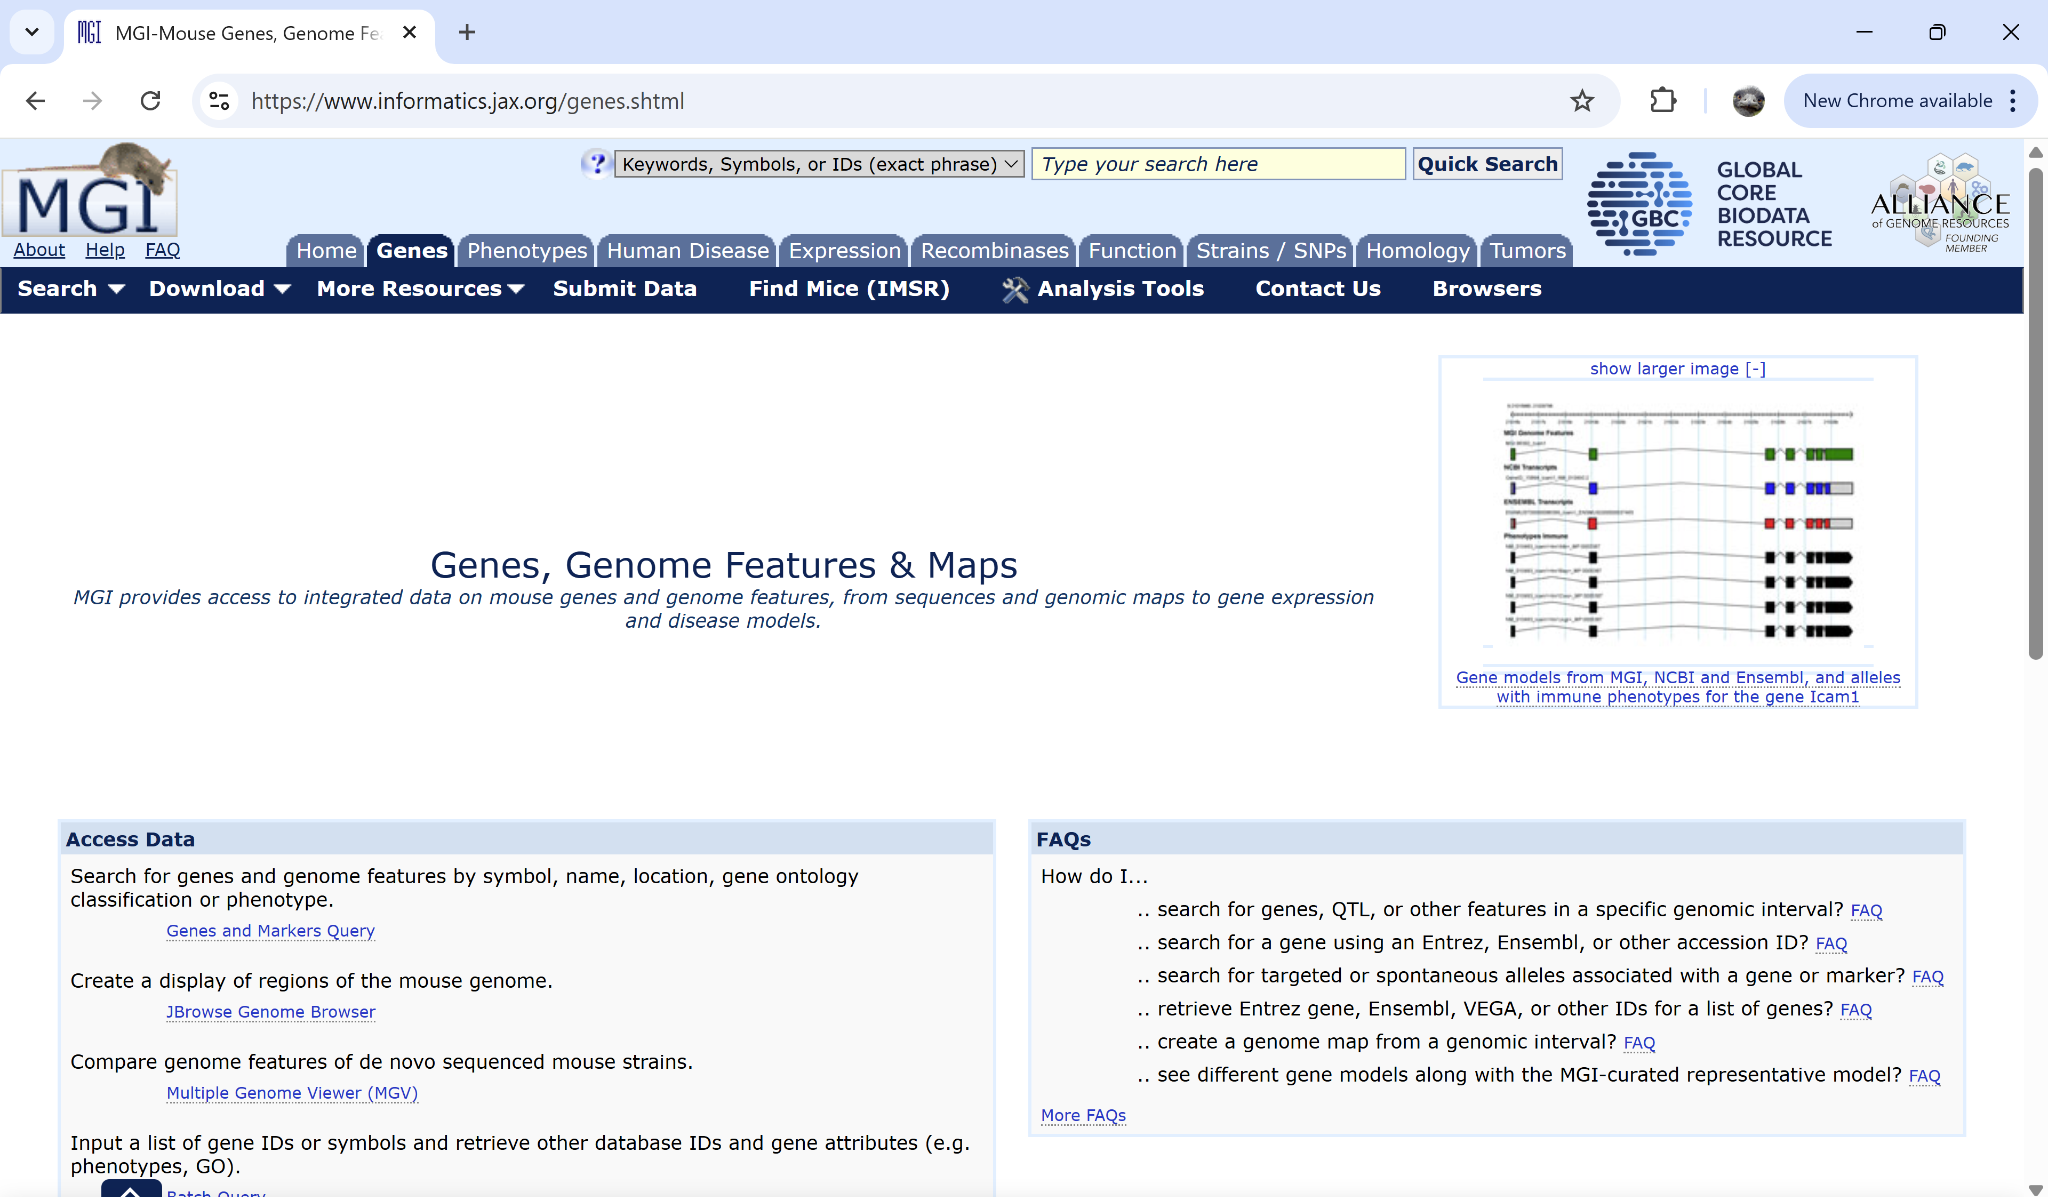 MGI-Mouse Genes, Genome Fe
https://www.informatics.jax.org/genes.shtml
New Chrome available
MGI
About Help FAQ
? Keywords, Symbols, or IDs (exact phrase) Type your search here Quick Search
GBC
GLOBAL
CORE
BIODATA
RESOURCE
ALLIANCE
of GENOME RESOURCES
FOUNDING
MEMBER
Home Genes Phenotypes Human Disease Expression Recombinases Function Strains / SNPs Homology Tumors
Search Download More Resources Submit Data Find Mice (IMSR) Analysis Tools Contact Us Browsers
show larger image [-]
MGI Genome Features
NCBI Transcripts
ENSEMBL Transcripts
Phenotypes Immune
Gene models from MGI, NCBI and Ensembl, and alleles
with immune phenotypes for the gene Icam1
Genes, Genome Features & Maps
MGI provides access to integrated data on mouse genes and genome features, from sequences and genomic maps to gene expression
and disease models.
Access Data
Search for genes and genome features by symbol, name, location, gene ontology
classification or phenotype.
Genes and Markers Query
Create a display of regions of the mouse genome.
JBrowse Genome Browser
Compare genome features of de novo sequenced mouse strains.
Multiple Genome Viewer (MGV)
Input a list of gene IDs or symbols and retrieve other database IDs and gene attributes (e.g.
phenotypes, GO).
Batch Query
FAQs
How do I...
.. search for genes, QTL, or other features in a specific genomic interval? FAQ
.. search for a gene using an Entrez, Ensembl, or other accession ID? FAQ
.. search for targeted or spontaneous alleles associated with a gene or marker? FAQ
.. retrieve Entrez gene, Ensembl, VEGA, or other IDs for a list of genes? FAQ
.. create a genome map from a genomic interval? FAQ
.. see different gene models along with the MGI-curated representative model? FAQ
More FAQs